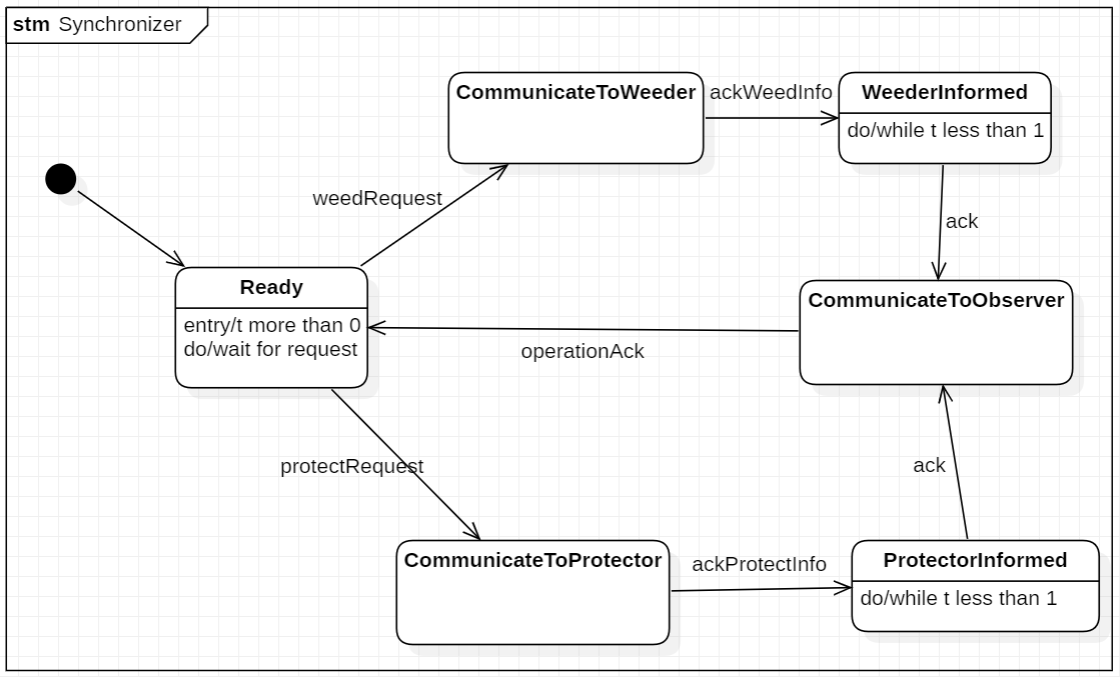 stm Synchronizer
CommunicateToWeeder
ackWeedInfo
WeederInformed
do/while t less than 1
weedRequest
ack
Ready
entry/t more than 0
do/wait for request
CommunicateToObserver
operationAck
protectRequest
ack
CommunicateToProtector
ackProtectInfo
ProtectorInformed
do/while t less than 1